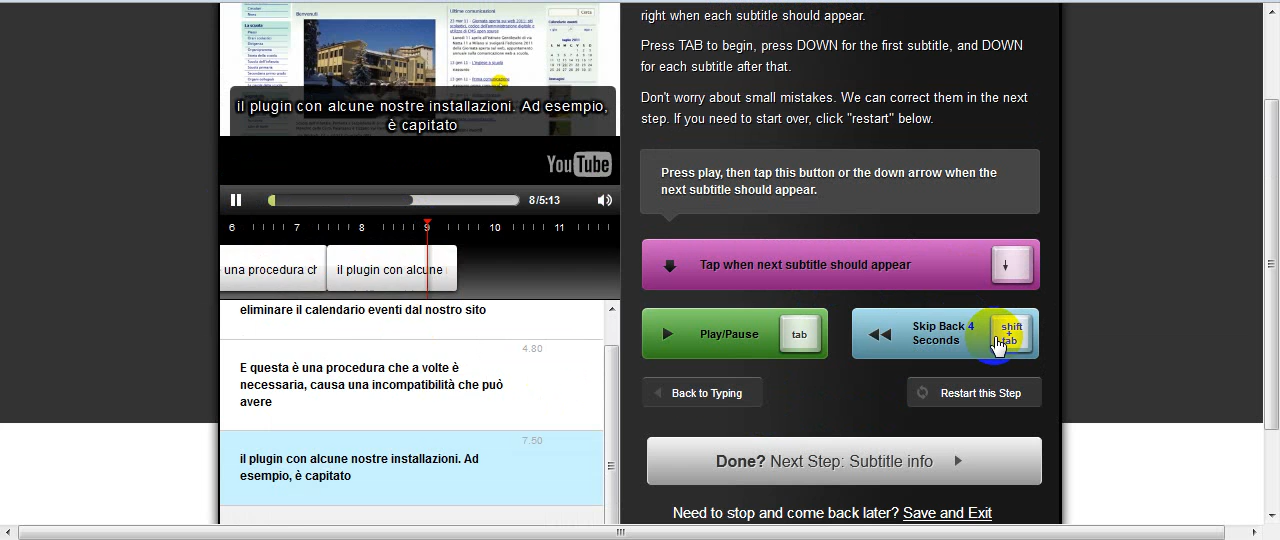 il plugin con alcune nostre installazioni. Ad esempio,
è capitato
YouTube
8/5:13
6 7 8 9 10 11
una procedura ch
il plugin con alcune
eliminare il calendario eventi dal nostro sito
4.80
E questa è una procedura che a volte è
necessaria, causa una incompatibilità che può
avere
7.50
il plugin con alcune nostre installazioni. Ad
esempio, è capitato
right when each subtitle should appear.
Press tab to begin, press DOWN for the first subtitle, and DOWN
for each subtitle after that.
Don't worry about small mistakes. We can correct them in the next
step. If you need to start over, click "restart" below.
Press play, then tap this button or the down arrow when the
next subtitle should appear.
Tap when next subtitle should appear
Play/Pause
tab
Skip Back 4
Seconds
shift
+
tab
Back to Typing
Restart this Step
Done? Next Step: Subtitle info
Need to stop and come back later? Save and Exit